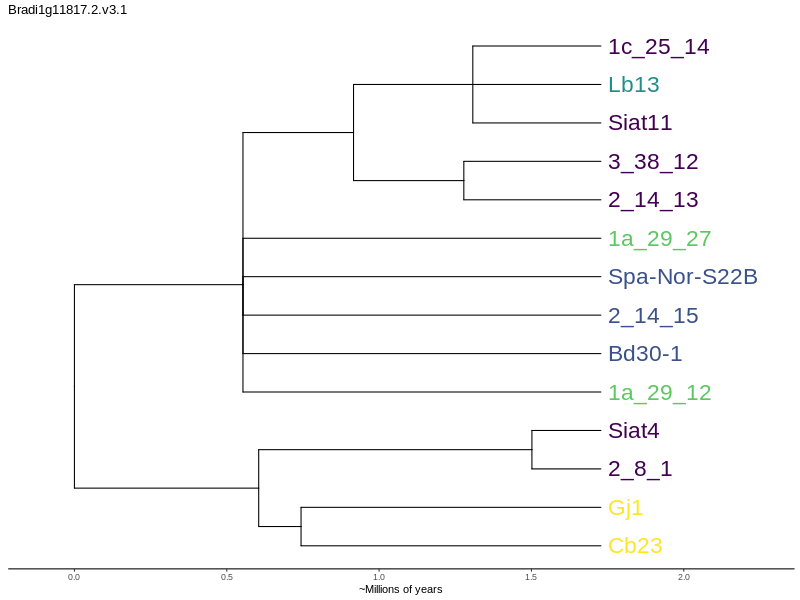 Bradi1g11817.2.v3.1
1c_25_14
Lb13
Siat11
3_38_12
2_14_13
1a_29_27
Spa-Nor-S22B
2_14_15
Bd30-1
1a_29_12
Siat4
2_8_1
Gj1
Cb23
0.0 0.5 1.0 1.5 2.0
~Millions of years